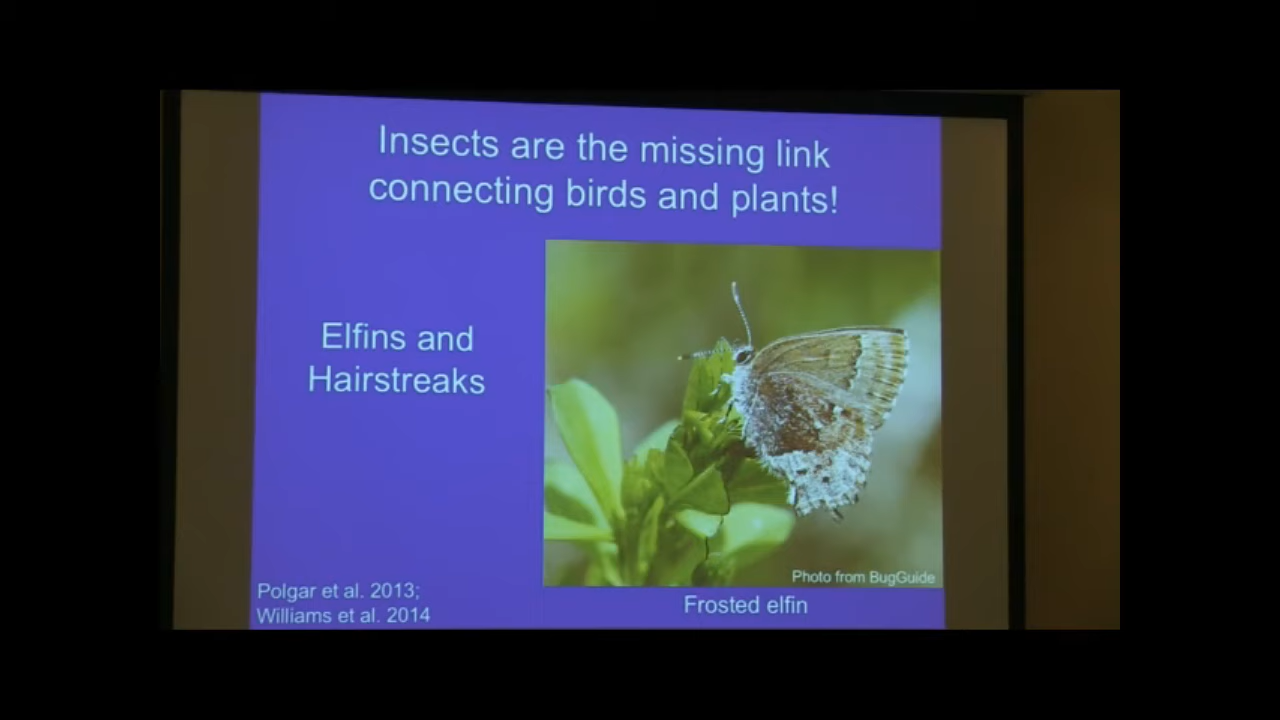 Insects are the missing link
connecting birds and plants!
Elfins and
Hairstreaks
Photo from BugGuide
Frosted elfin
Polgar et al. 2013;
Williams et al. 2014